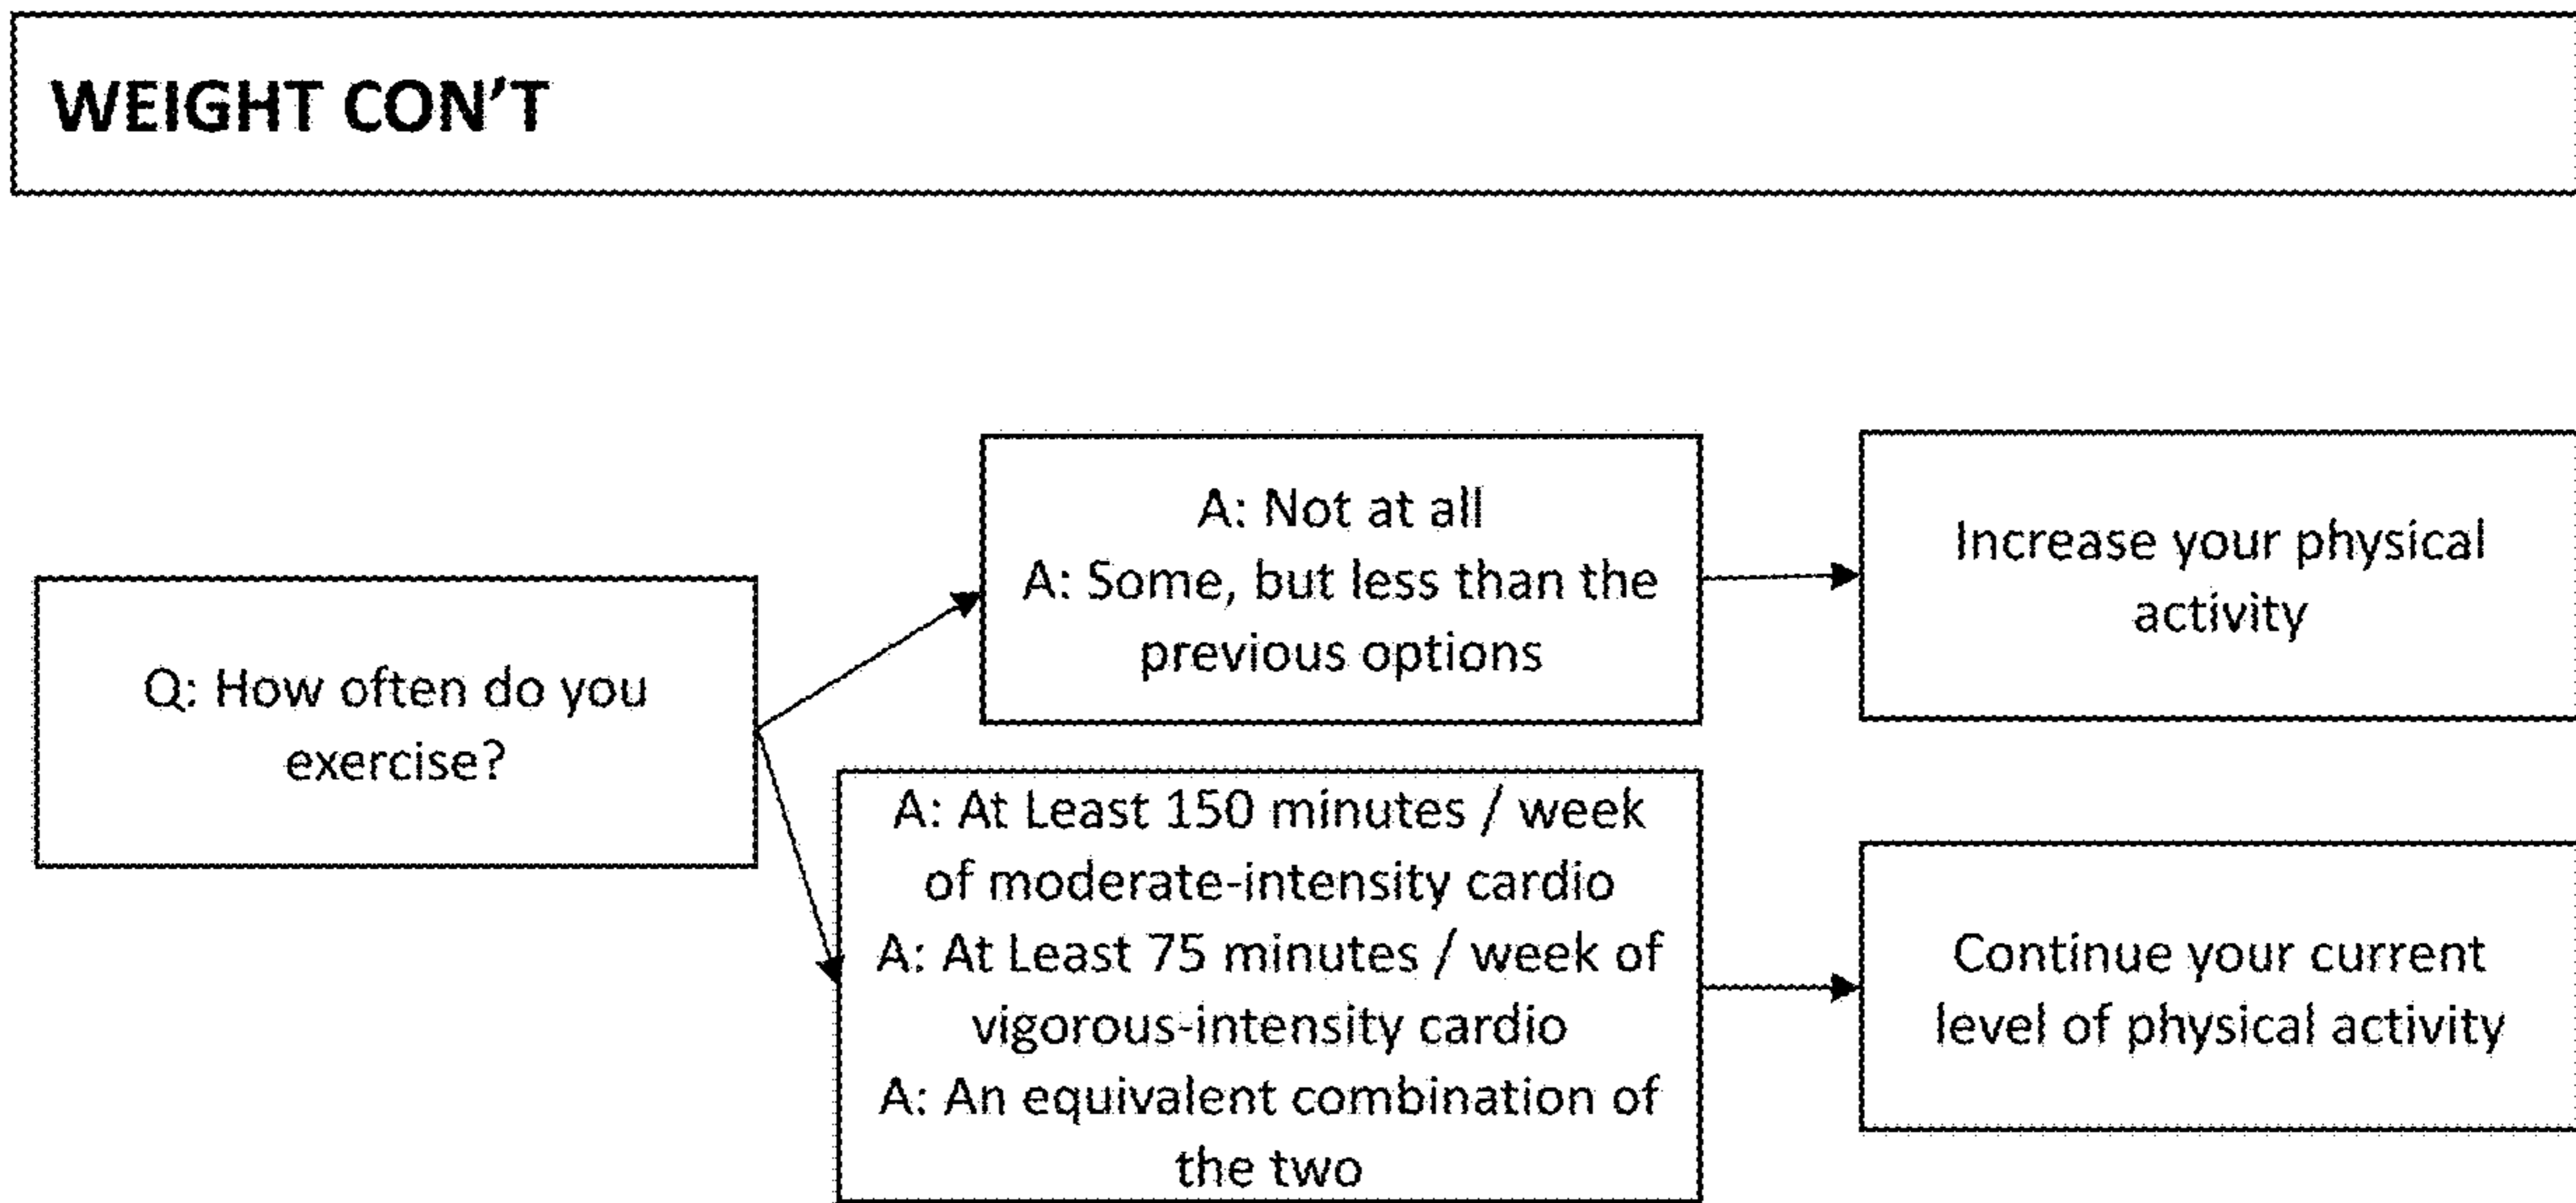 WEIGHT CON'T
Q: How often do you
exercise?
A: Not at all
A: Some, but less than the
previous options
Increase your physical
activity
A: At Least 150 minutes / week
of moderate-intensity cardio
A: At Least 75 minutes / week of
vigorous-intensity cardio
A: An equivalent combination of
the two
Continue your current
level of physical activity